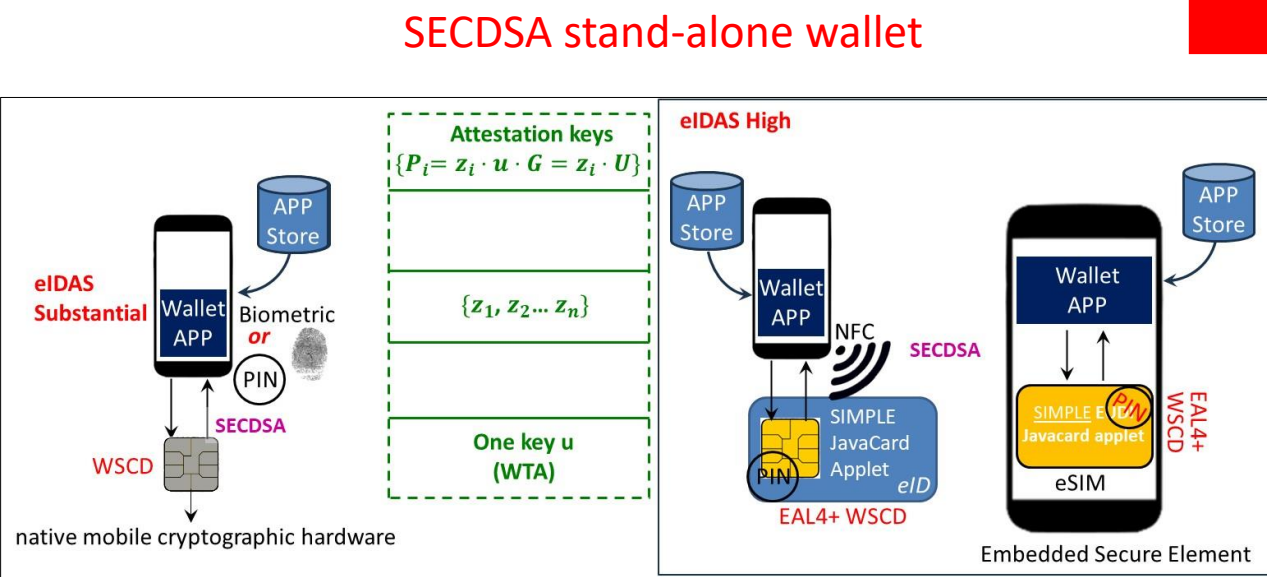 SECDSA stand-alone wallet
eIDAS
Substantial
APP
Store
Wallet
APP
Biometric
or
PIN
SECDSA
WSCD
native mobile cryptographic hardware
Attestation keys
{Pᵢ= zᵢ · u · G = zᵢ · U}
{z₁, z₂… zₙ}
One key u
(WTA)
eIDAS High
APP
Store
Wallet
APP
NFC
SECDSA
SIMPLE
JavaCard
Applet
eID
PIN
EAL4+ WSCD
APP
Store
Wallet
APP
SIMPLE
PIN
Javacard applet
eSIM
EAL4+
WSCD
Embedded Secure Element